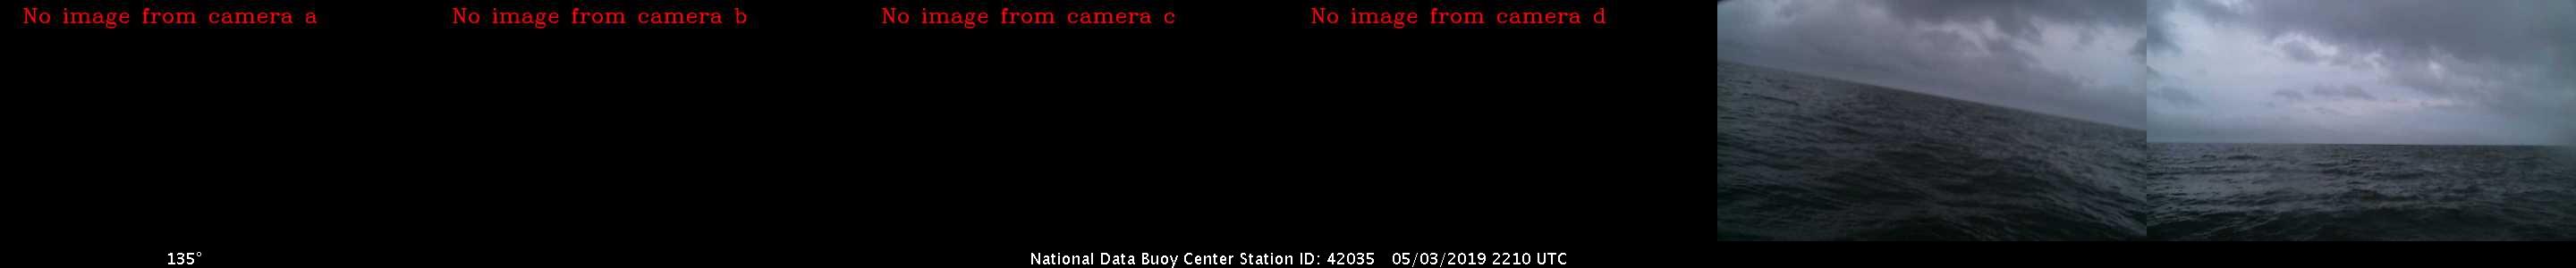 No image from camera a
No image from camera b
No image from camera c
No image from camera d
135°
National Data Buoy Center Station ID: 42035 05/03/2019 2210 UTC